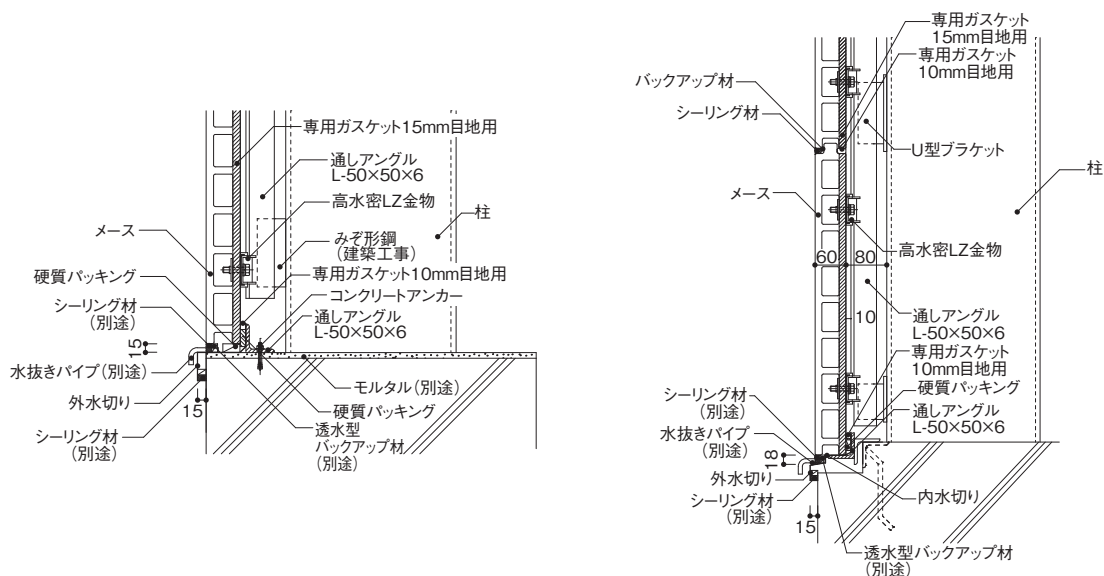 専用ガスケット15mm目地用
通しアングル
L-50×50×6
高水密LZ金物
柱
メース
みぞ形鋼
(建築工事)
硬質パッキング
専用ガスケット10mm目地用
シーリング材
(別途)
コンクリートアンカー
通しアングル
L-50×50×6
15
水抜きパイプ(別途)
モルタル(別途)
外水切り
15
硬質パッキング
シーリング材
(別途)
透水型
バックアップ材
(別途)
専用ガスケット
15mm目地用
専用ガスケット
10mm目地用
バックアップ材
シーリング材
U型ブラケット
柱
メース
高水密LZ金物
60
80
通しアングル
L-50×50×6
10
専用ガスケット
10mm目地用
硬質パッキング
シーリング材
(別途)
通しアングル
L-50×50×6
水抜きパイプ
(別途)
18
外水切り
内水切り
シーリング材
(別途)
15
透水型バックアップ材
(別途)